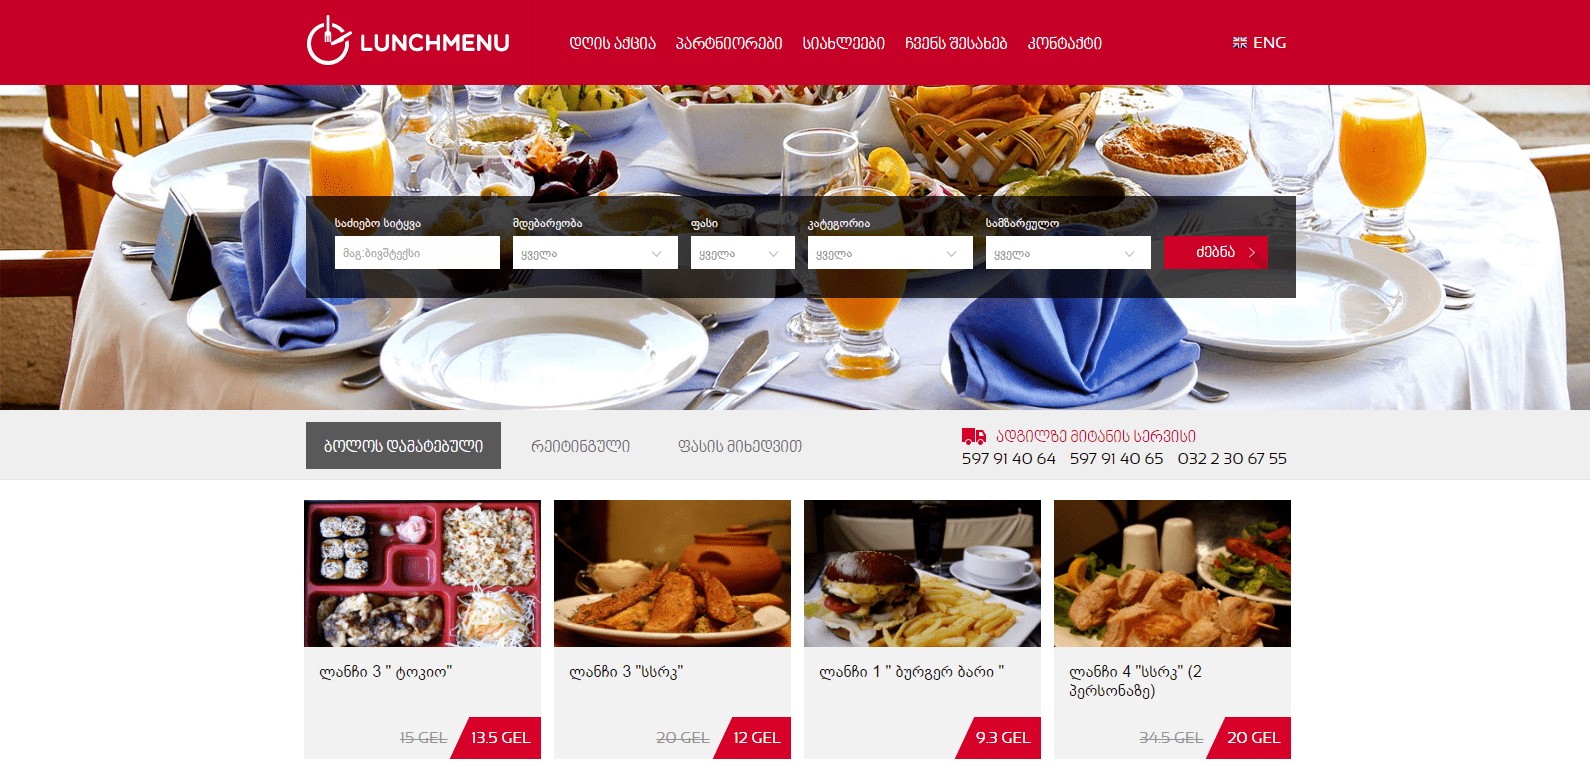 LUNCHMENU
დღის აქცია პარტნიორები სიახლეები ჩვენს შესახებ კონტაქტი
ENG
საძიებო სიტყვა მდებარეობა ფასი კატეგორია სამზარეულო
მაგ:ბივშტექსი ყველა ყველა ყველა ყველა ძებნა
ბოლოს დამატებული რეიტინგული ფასის მიხედვით
ადგილზე მიტანის სერვისი
597 91 40 64 597 91 40 65 032 2 30 67 55
ლანჩი 3 " ტოკიო"
15 GEL 13.5 GEL
ლანჩი 3 "სსრკ"
20 GEL 12 GEL
ლანჩი 1 " ბურგერ ბარი "
9.3 GEL
ლანჩი 4 "სსრკ" (2
პერსონაზე)
34.5 GEL 20 GEL